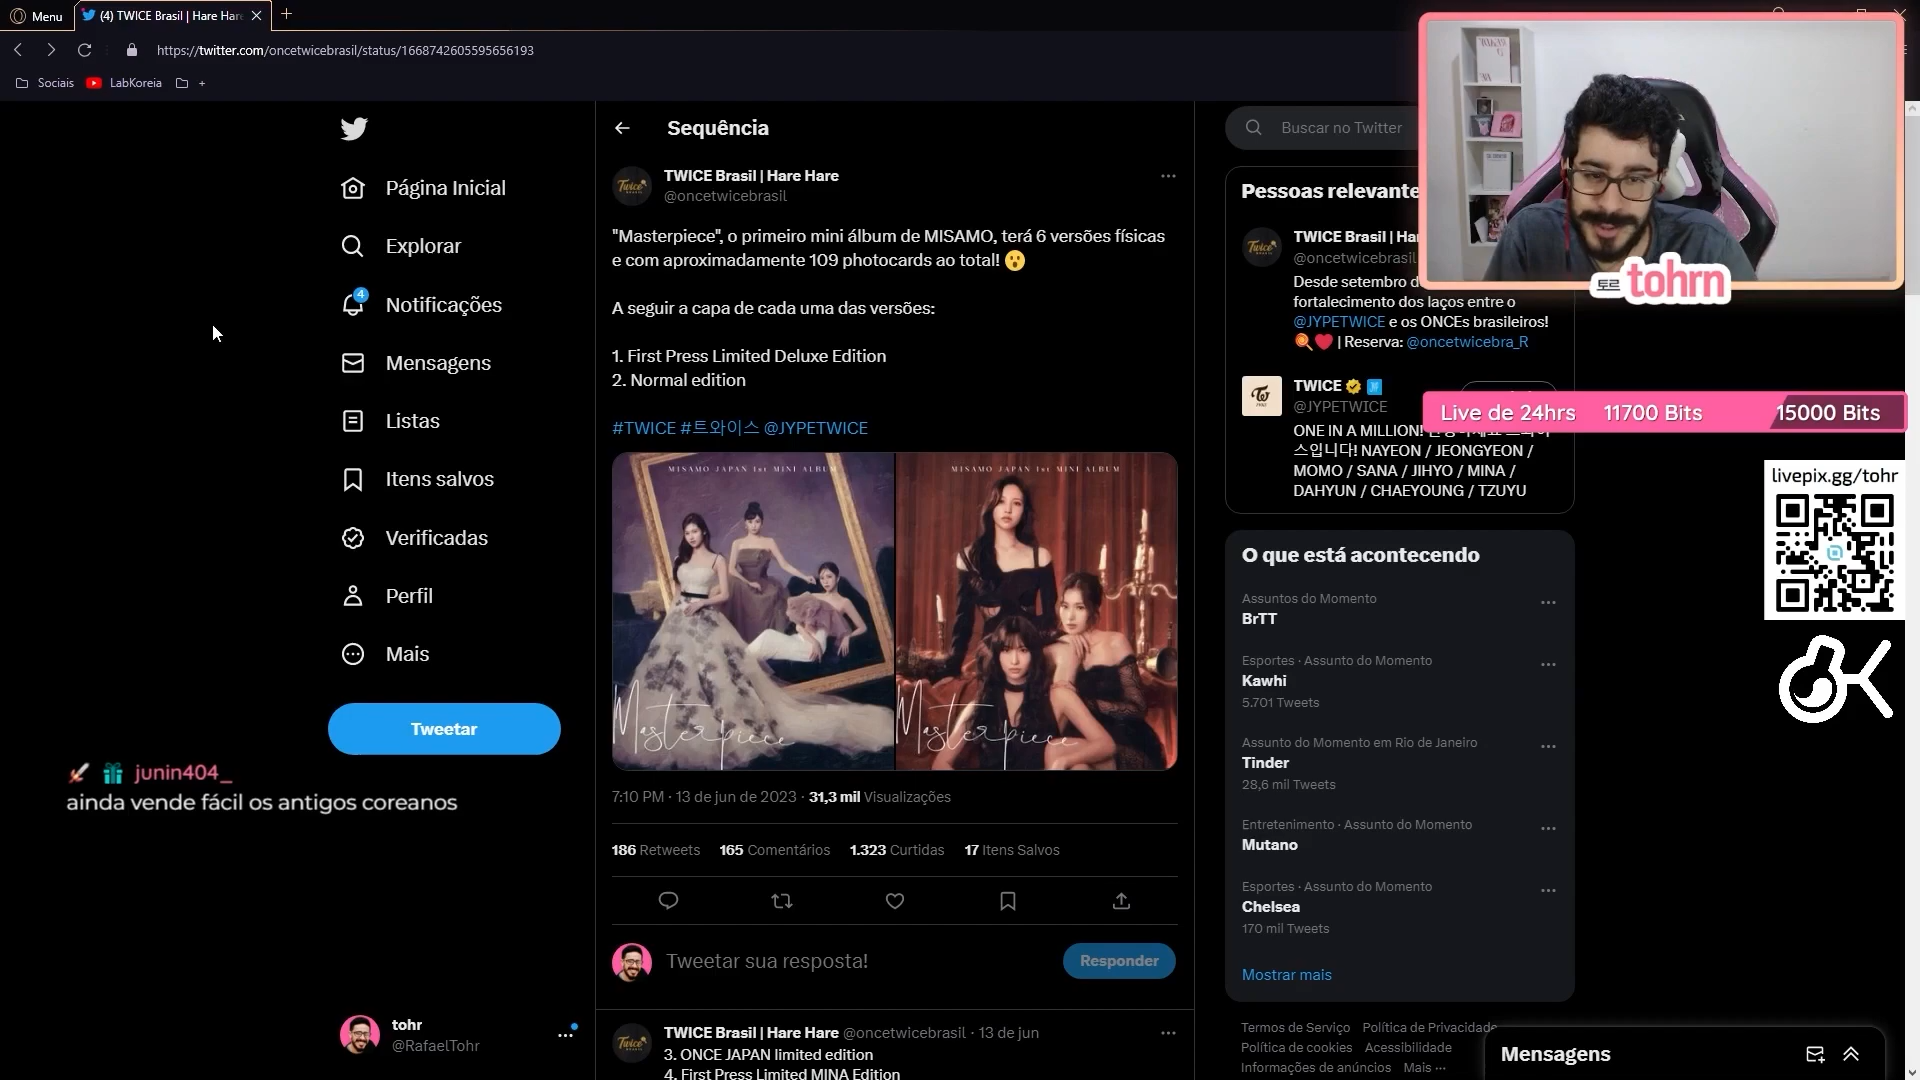 Menu
(4) TWICE Brasil | Hare Har
https://twitter.com/oncetwicebrasil/status/1668742605595656193
Sociais
LabKoreia
Página Inicial
Explorar
4
Notificações
Mensagens
Listas
Itens salvos
Verificadas
Perfil
Mais
Tweetar
junin404_
ainda vende fácil os antigos coreanos
tohr
@RafaelTohr
Sequência
TWICE Brasil | Hare Hare
@oncetwicebrasil
"Masterpiece", o primeiro mini álbum de MISAMO, terá 6 versões físicas
e com aproximadamente 109 photocards ao total! 😮
A seguir a capa de cada uma das versões:
1. First Press Limited Deluxe Edition
2. Normal edition
#TWICE #트와이스 @JYPETWICE
MISAMO JAPAN 1st MINI ALBUM
Masterpiece
MISAMO JAPAN 1st MINI ALBUM
Masterpiece
7:10 PM · 13 de jun de 2023 · 31,3 mil Visualizações
186 Retweets 165 Comentários 1.323 Curtidas 17 Itens Salvos
Tweetar sua resposta!
Responder
TWICE Brasil | Hare Hare @oncetwicebrasil · 13 de jun
3. ONCE JAPAN limited edition
4. First Press Limited MINA Edition
Buscar no Twitter
Pessoas relevante
TWICE Brasil | Har
@oncetwicebrasil
Desde setembro d
fortalecimento dos laços entre o
@JYPETWICE e os ONCEs brasileiros!
🍭❤️ | Reserva: @oncetwicebra_R
TWICE
@JYPETWICE
ONE IN A MILLION!
스입니다! NAYEON / JEONGYEON /
MOMO / SANA / JIHYO / MINA /
DAHYUN / CHAEYOUNG / TZUYU
O que está acontecendo
Assuntos do Momento
BrTT
Esportes · Assunto do Momento
Kawhi
5.701 Tweets
Assunto do Momento em Rio de Janeiro
Tinder
28,6 mil Tweets
Entretenimento · Assunto do Momento
Mutano
Esportes · Assunto do Momento
Chelsea
170 mil Tweets
Mostrar mais
Termos de Serviço Política de Privacidade
Política de cookies Acessibilidade
Informações de anúncios Mais ···
Mensagens
토르 tohrn
Live de 24hrs 11700 Bits 15000 Bits
livepix.gg/tohr